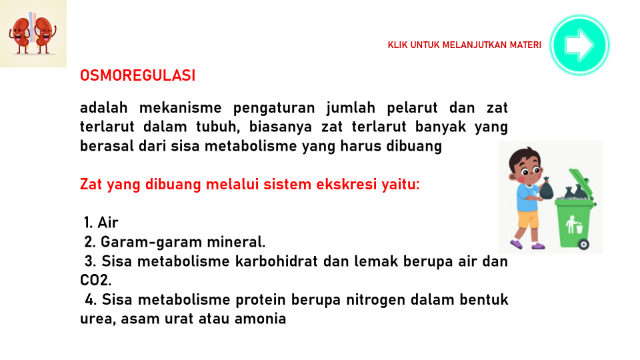 KLIK UNTUK MELANJUTKAN MATERI
OSMOREGULASI
adalah mekanisme pengaturan jumlah pelarut dan zat
terlarut dalam tubuh, biasanya zat terlarut banyak yang
berasal dari sisa metabolisme yang harus dibuang
Zat yang dibuang melalui sistem ekskresi yaitu:
1. Air
2. Garam-garam mineral.
3. Sisa metabolisme karbohidrat dan lemak berupa air dan
CO2.
4. Sisa metabolisme protein berupa nitrogen dalam bentuk
urea, asam urat atau amonia